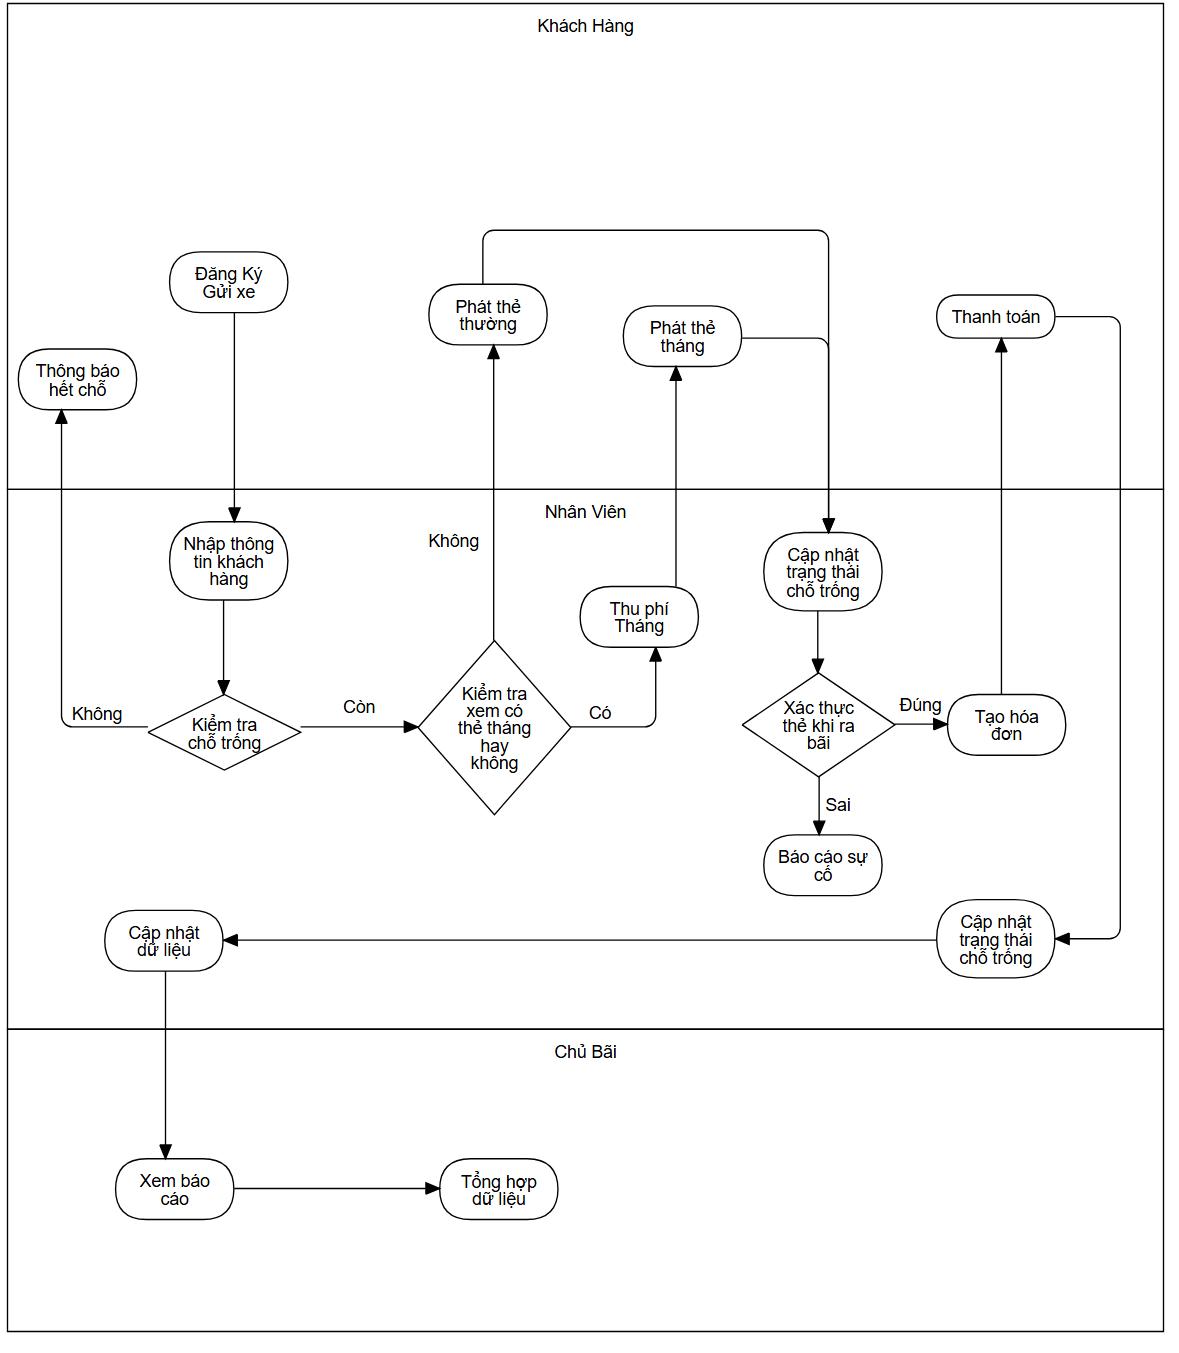 Khách Hàng
Đăng Ký
Gửi xe
Phát thẻ
thường
Phát thẻ
tháng
Thanh toán
Thông báo
hết chỗ
Nhân Viên
Không
Nhập thông
tin khách
hàng
Cập nhật
trạng thái
chỗ trống
Thu phí
Tháng
Không
Kiểm tra
chỗ trống
Còn
Kiểm tra
xem có
thẻ tháng
hay
không
Có
Xác thực
thẻ khi ra
bãi
Đúng
Tạo hóa
đơn
Sai
Báo cáo sự
cố
Cập nhật
dữ liệu
Cập nhật
trạng thái
chỗ trống
Chủ Bãi
Xem báo
cáo
Tổng hợp
dữ liệu